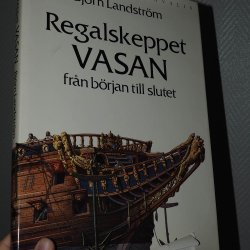 Björn Landström
Regalskeppet
VASAN
från början till slutet